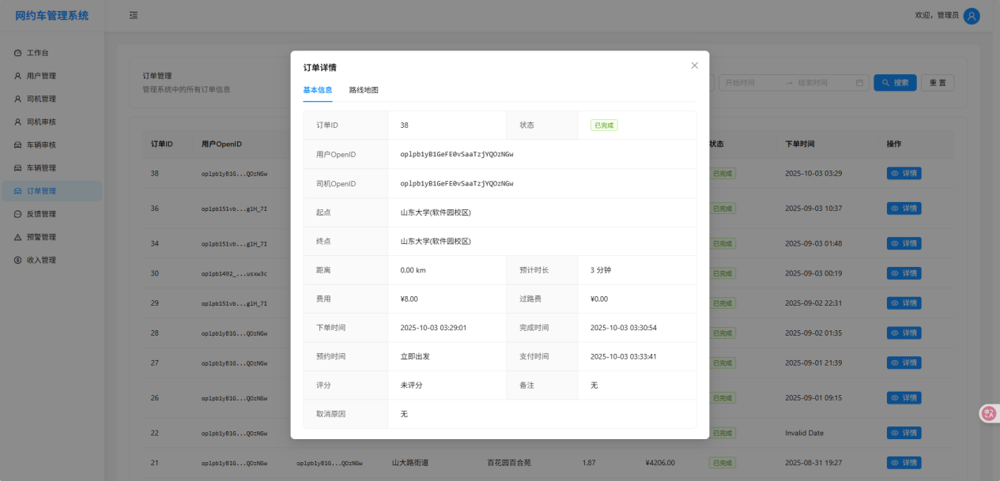 网约车管理系统
欢迎，管理员
工作台
用户管理
司机管理
司机审核
车辆审核
车辆管理
订单管理
反馈管理
预警管理
收入管理
订单管理
管理系统中的所有订单信息
开始时间 → 结束时间 搜索 重 置
订单ID 用户OpenID 状态 下单时间 操作
38 oplpb1yB1G...QOzNGw 已完成 2025-10-03 03:29 详情
36 oplpb151vb...glH_7I 已完成 2025-09-03 10:37 详情
34 oplpb151vb...glH_7I 已完成 2025-09-03 01:48 详情
30 oplpb1492_...usxw3c 已完成 2025-09-03 00:19 详情
29 oplpb151vb...glH_7I 已完成 2025-09-02 22:31 详情
28 oplpb1yB1G...QOzNGw 已完成 2025-09-02 01:35 详情
27 oplpb1yB1G...QOzNGw 已完成 2025-09-01 21:39 详情
26 oplpb1yB1G...QOzNGw 已完成 2025-09-01 09:15 详情
22 oplpb1yB1G...QOzNGw 已完成 Invalid Date 详情
21 oplpb1yB1G...QOzNGw oplpb1yB1G...QOzNGw 山大路街道 百花园百合苑 1.87 ¥4206.00 已完成 2025-08-31 19:27 详情
订单详情
基本信息 路线地图
订单ID 38 状态 已完成
用户OpenID oplpb1yB1GeFE0vSaaTzjYQOzNGw
司机OpenID oplpb1yB1GeFE0vSaaTzjYQOzNGw
起点 山东大学(软件园校区)
终点 山东大学(软件园校区)
距离 0.00 km 预计时长 3 分钟
费用 ¥8.00 过路费 ¥0.00
下单时间 2025-10-03 03:29:01 完成时间 2025-10-03 03:30:54
预约时间 立即出发 支付时间 2025-10-03 03:33:41
评分 未评分 备注 无
取消原因 无